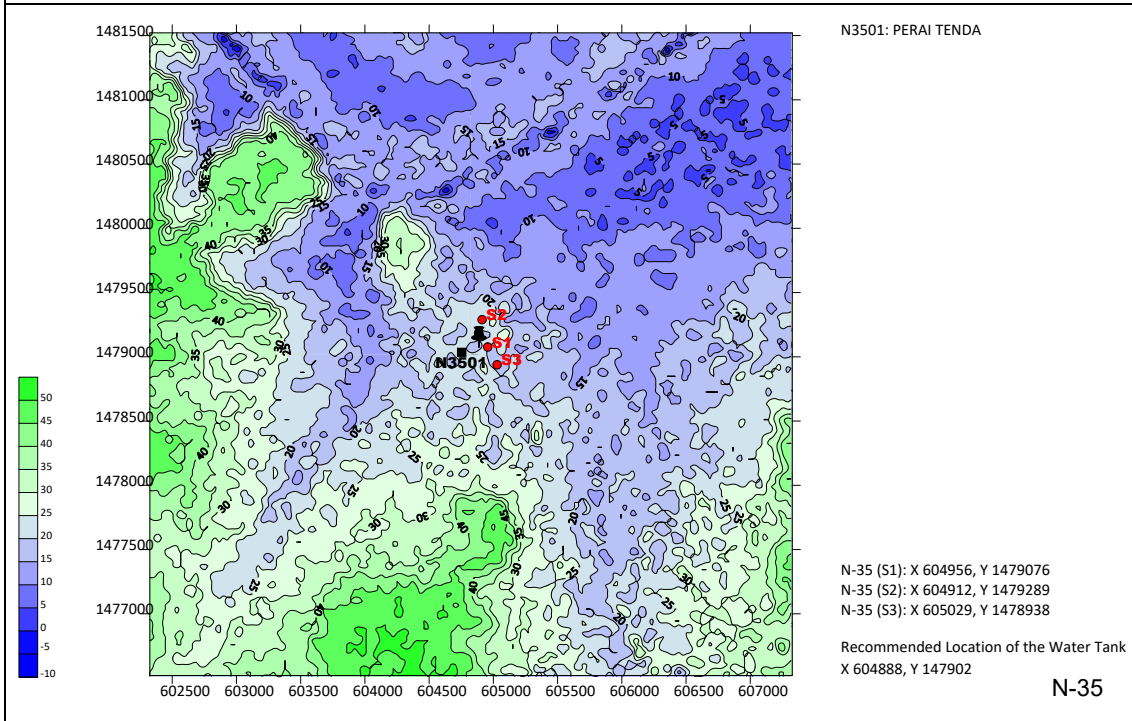 N3501: PERAI TENDA
1481500
1481000
1480500
1480000
1479500
1479000
1478500
1478000
1477500
1477000
602500 603000 603500 604000 604500 605000 605500 606000 606500 607000
50
45
40
35
30
25
20
15
10
5
0
-5
-10
S2
S1
N3501
S3
N-35 (S1): X 604956, Y 1479076
N-35 (S2): X 604912, Y 1479289
N-35 (S3): X 605029, Y 1478938
Recommended Location of the Water Tank
X 604888, Y 147902
N-35